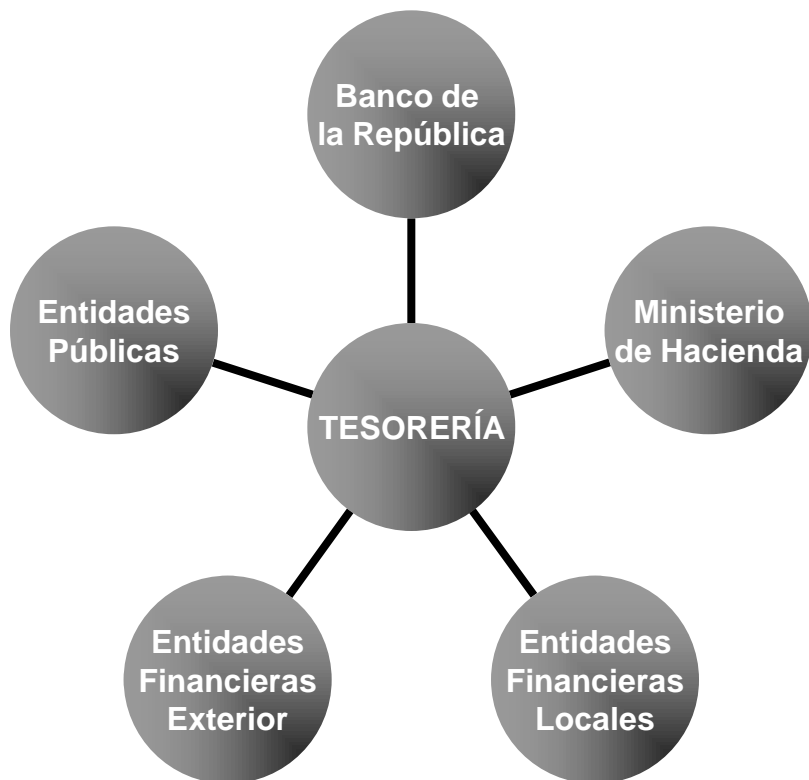 Banco de
la República
Entidades
Públicas
Ministerio
de Hacienda
TESORERÍA
Entidades
Financieras
Exterior
Entidades
Financieras
Locales